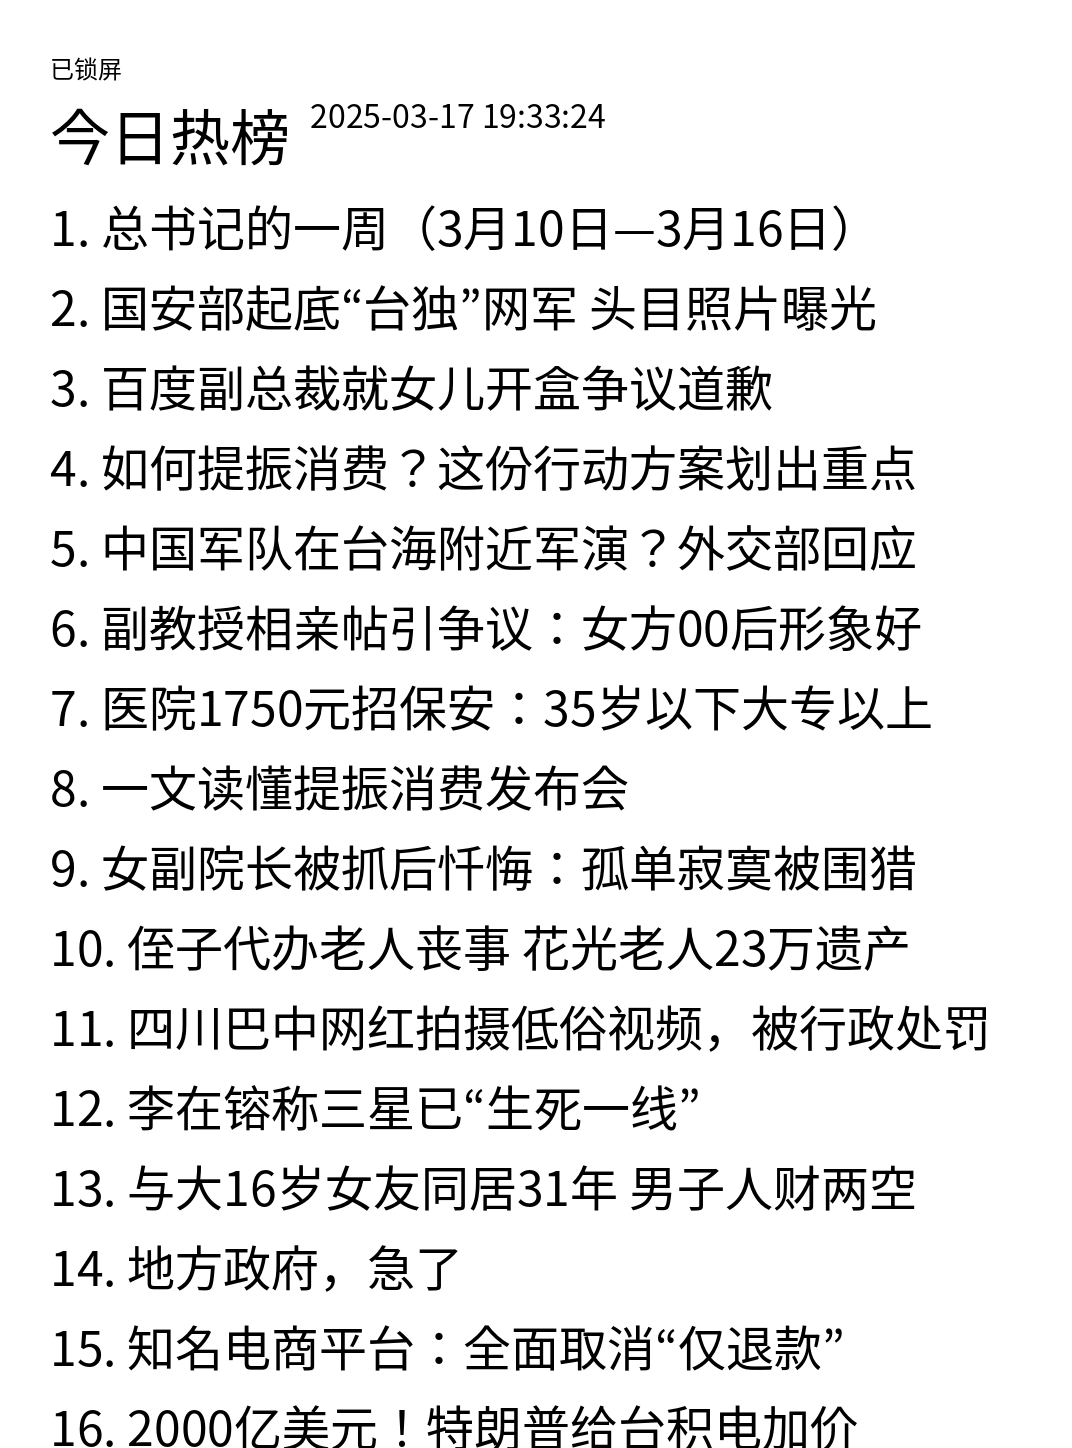 已锁屏
今日热榜 2025-03-17 19:33:24
1. 总书记的一周（3月10日—3月16日）
2. 国安部起底“台独”网军 头目照片曝光
3. 百度副总裁就女儿开盒争议道歉
4. 如何提振消费？这份行动方案划出重点
5. 中国军队在台海附近军演？外交部回应
6. 副教授相亲帖引争议：女方00后形象好
7. 医院1750元招保安：35岁以下大专以上
8. 一文读懂提振消费发布会
9. 女副院长被抓后忏悔：孤单寂寞被围猎
10. 侄子代办老人丧事 花光老人23万遗产
11. 四川巴中网红拍摄低俗视频，被行政处罚
12. 李在镕称三星已“生死一线”
13. 与大16岁女友同居31年 男子人财两空
14. 地方政府，急了
15. 知名电商平台：全面取消“仅退款”
16. 2000亿美元！特朗普给台积电加价